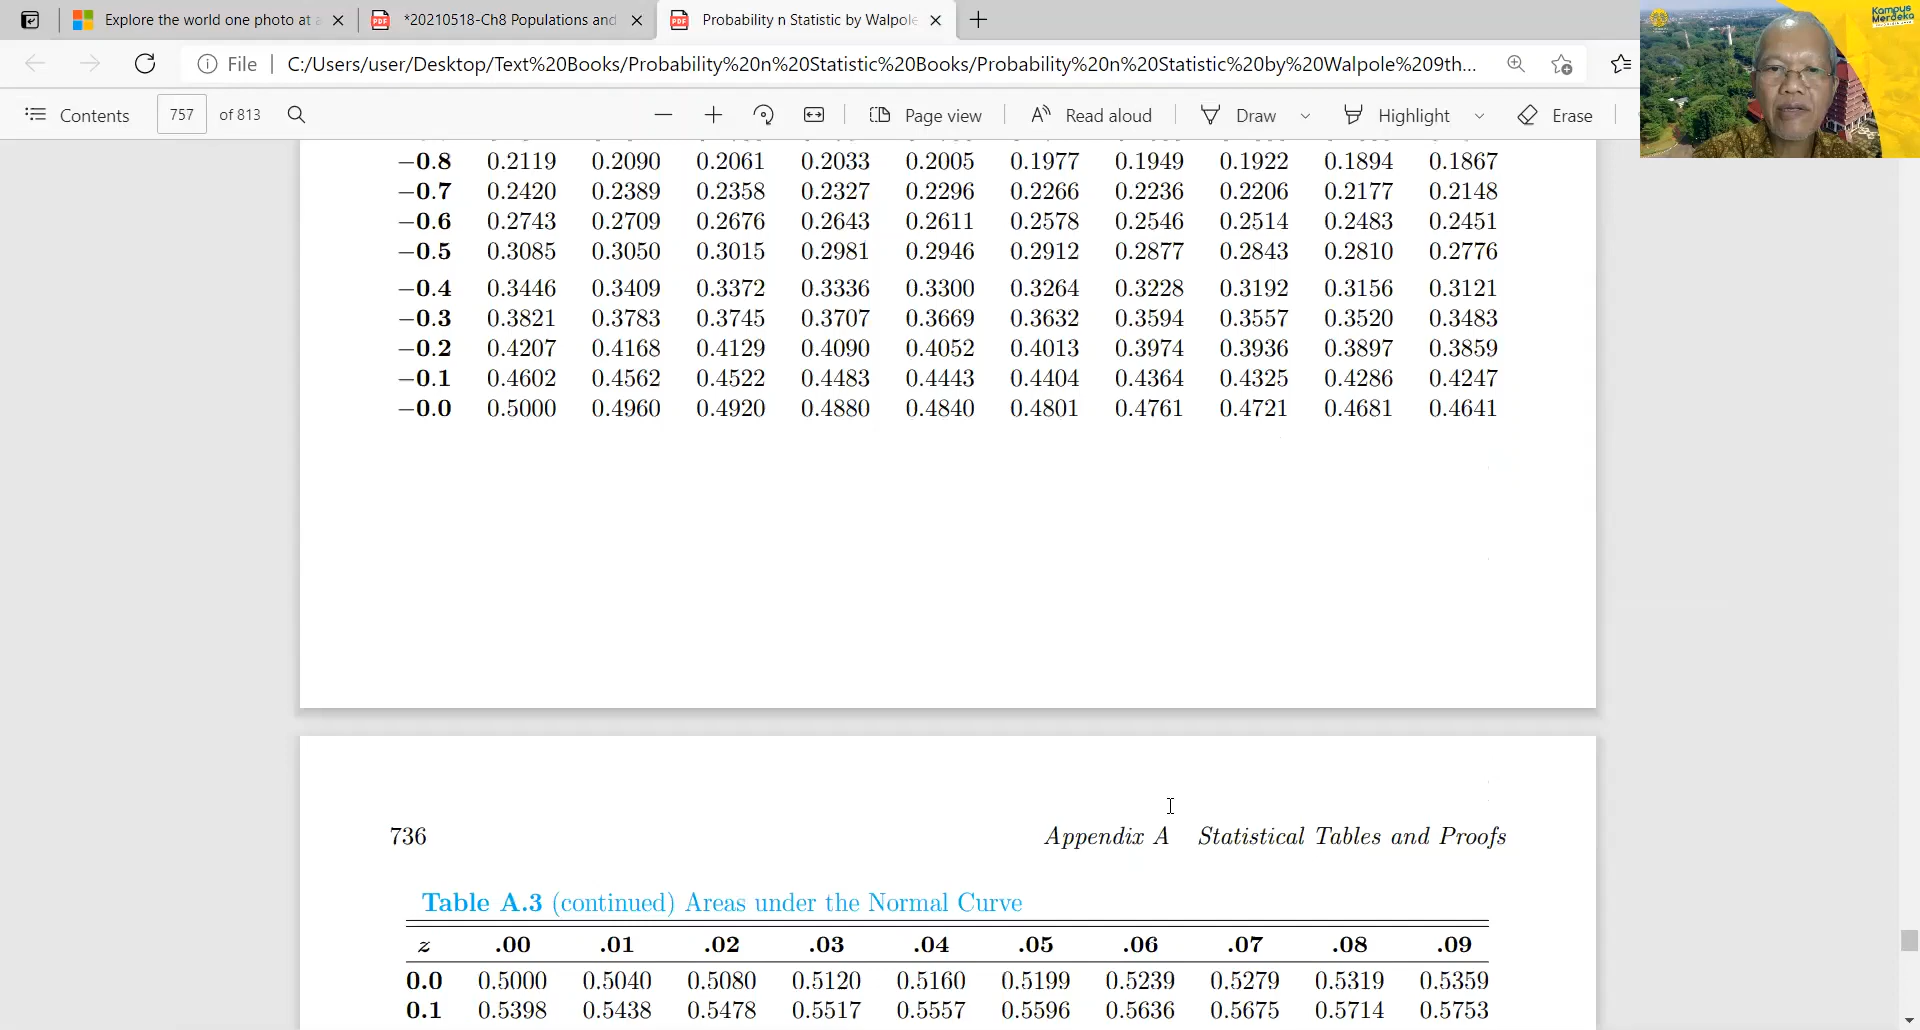 Explore the world one photo at a
*20210518-Ch8 Populations and
Probability n Statistic by Walpole
File
C:/Users/user/Desktop/Text%20Books/Probability%20n%20Statistic%20Books/Probability%20n%20Statistic%20by%20Walpole%209th...
Kampus
Merdeka
Contents 757 of 813 Page view Read aloud Draw Highlight Erase
−0.8 0.2119 0.2090 0.2061 0.2033 0.2005 0.1977 0.1949 0.1922 0.1894 0.1867
−0.7 0.2420 0.2389 0.2358 0.2327 0.2296 0.2266 0.2236 0.2206 0.2177 0.2148
−0.6 0.2743 0.2709 0.2676 0.2643 0.2611 0.2578 0.2546 0.2514 0.2483 0.2451
−0.5 0.3085 0.3050 0.3015 0.2981 0.2946 0.2912 0.2877 0.2843 0.2810 0.2776
−0.4 0.3446 0.3409 0.3372 0.3336 0.3300 0.3264 0.3228 0.3192 0.3156 0.3121
−0.3 0.3821 0.3783 0.3745 0.3707 0.3669 0.3632 0.3594 0.3557 0.3520 0.3483
−0.2 0.4207 0.4168 0.4129 0.4090 0.4052 0.4013 0.3974 0.3936 0.3897 0.3859
−0.1 0.4602 0.4562 0.4522 0.4483 0.4443 0.4404 0.4364 0.4325 0.4286 0.4247
−0.0 0.5000 0.4960 0.4920 0.4880 0.4840 0.4801 0.4761 0.4721 0.4681 0.4641
736 Appendix A Statistical Tables and Proofs
Table A.3 (continued) Areas under the Normal Curve
z .00 .01 .02 .03 .04 .05 .06 .07 .08 .09
0.0 0.5000 0.5040 0.5080 0.5120 0.5160 0.5199 0.5239 0.5279 0.5319 0.5359
0.1 0.5398 0.5438 0.5478 0.5517 0.5557 0.5596 0.5636 0.5675 0.5714 0.5753